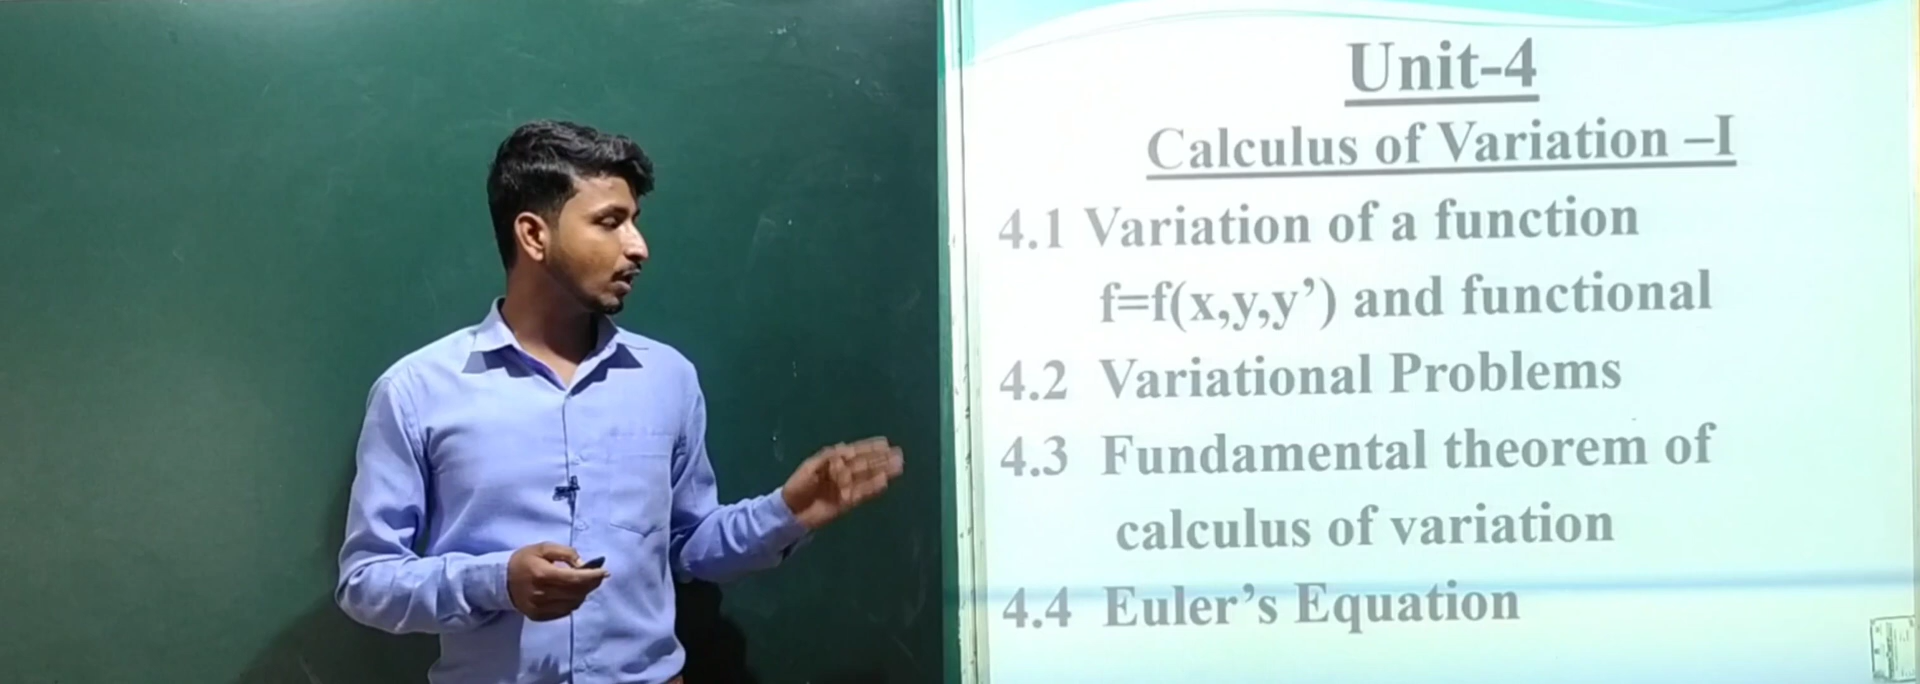 Unit-4
Calculus of Variation –I
4.1 Variation of a function
f=f(x,y,y’) and functional
4.2 Variational Problems
4.3 Fundamental theorem of
calculus of variation
4.4 Euler’s Equation